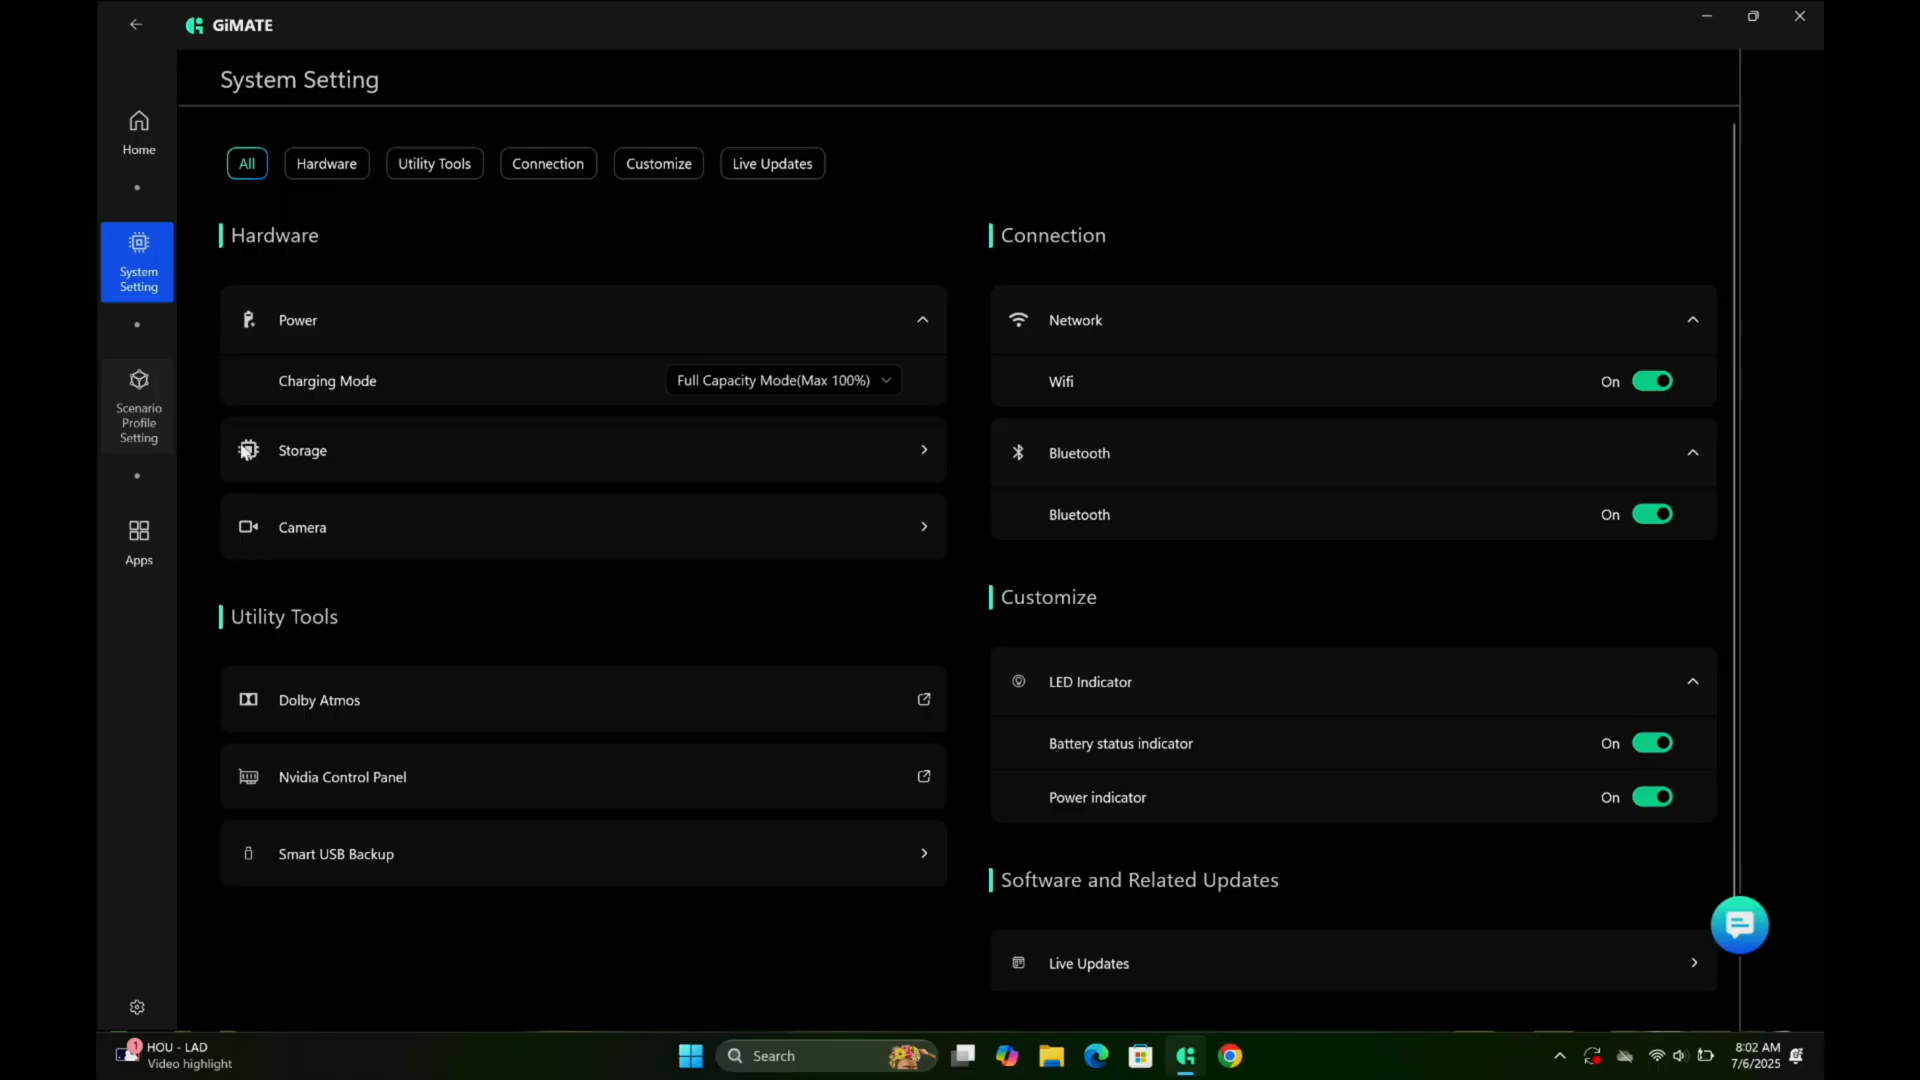 GiMATE
System Setting
Home
System
Setting
Scenario
Profile
Setting
Apps
All
Hardware
Utility Tools
Connection
Customize
Live Updates
Hardware
Power
Charging Mode
Full Capacity Mode(Max 100%)
Storage
Camera
Utility Tools
Dolby Atmos
Nvidia Control Panel
Smart USB Backup
Connection
Network
Wifi
On
Bluetooth
Bluetooth
On
Customize
LED Indicator
Battery status indicator
On
Power indicator
On
Software and Related Updates
Live Updates
1
HOU - LAD
Video highlight
Search
8:02 AM
7/6/2025